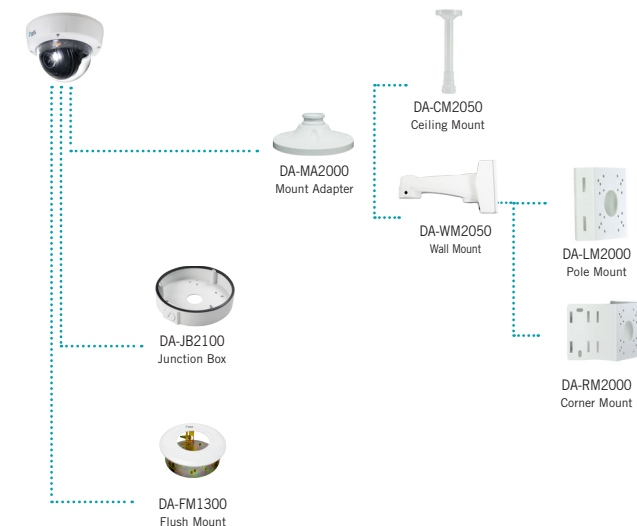 DA-CM2050
Ceiling Mount
DA-MA2000
Mount Adapter
DA-WM2050
Wall Mount
DA-LM2000
Pole Mount
DA-JB2100
Junction Box
DA-RM2000
Corner Mount
DA-FM1300
Flush Mount